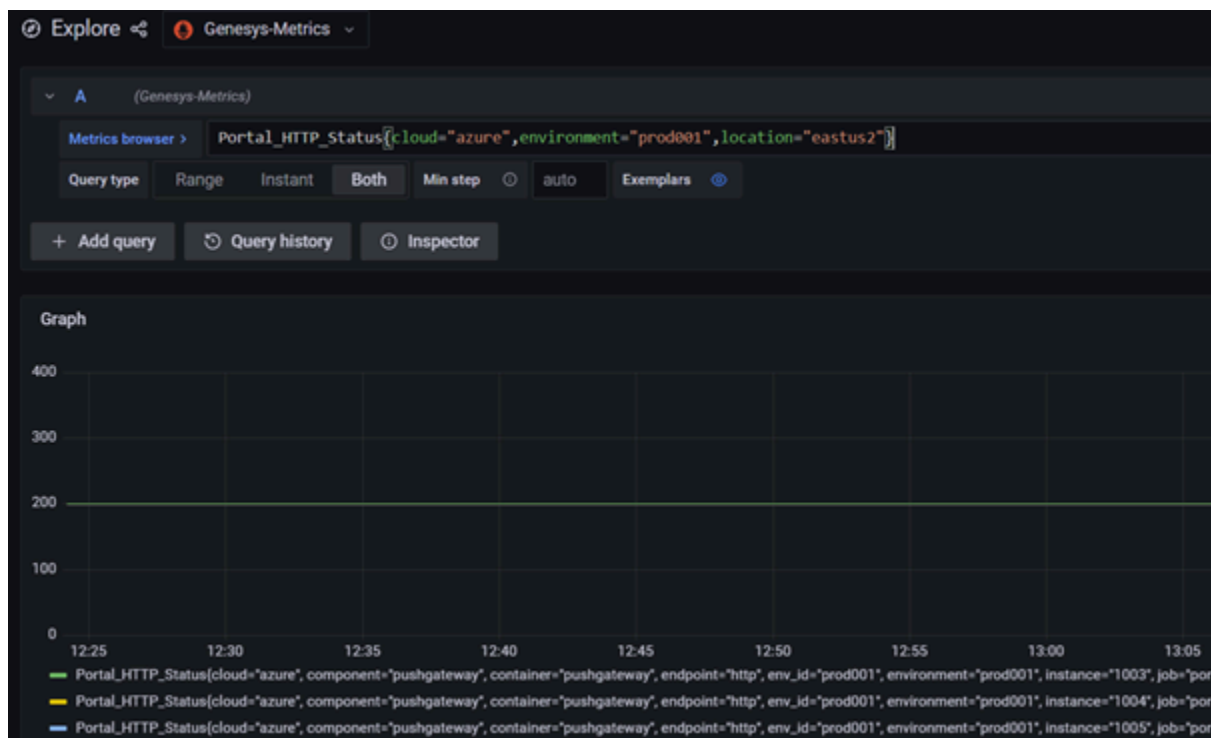 Explore Genesys-Metrics
A (Genesys-Metrics)
Metrics browser > Portal_HTTP_Status{cloud="azure",environment="prod001",location="eastus2"}
Query type Range Instant Both Min step auto Exemplars
+ Add query Query history Inspector
Graph
400
300
200
100
0
12:25 12:30 12:35 12:40 12:45 12:50 12:55 13:00 13:05
Portal_HTTP_Status{cloud="azure", component="pushgateway", container="pushgateway", endpoint="http", env_id="prod001", environment="prod001", instance="1003", job="por
Portal_HTTP_Status{cloud="azure", component="pushgateway", container="pushgateway", endpoint="http", env_id="prod001", environment="prod001", instance="1004", job="por
Portal_HTTP_Status{cloud="azure", component="pushgateway", container="pushgateway", endpoint="http", env_id="prod001", environment="prod001", instance="1005", job="por